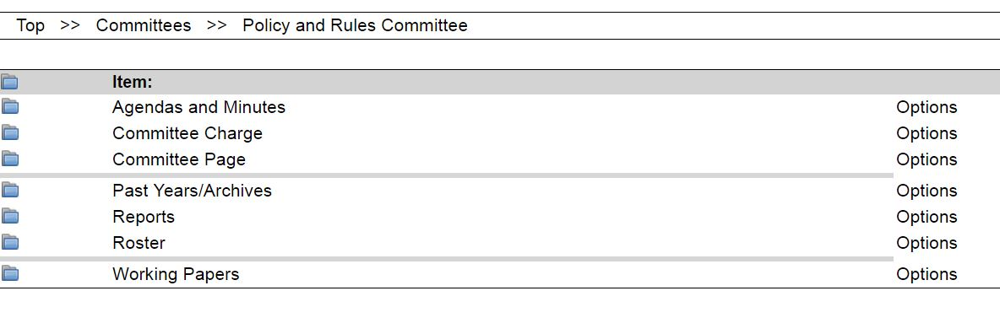 Top >> Committees >> Policy and Rules Committee
Item:
Agendas and Minutes Options
Committee Charge Options
Committee Page Options
Past Years/Archives Options
Reports Options
Roster Options
Working Papers Options